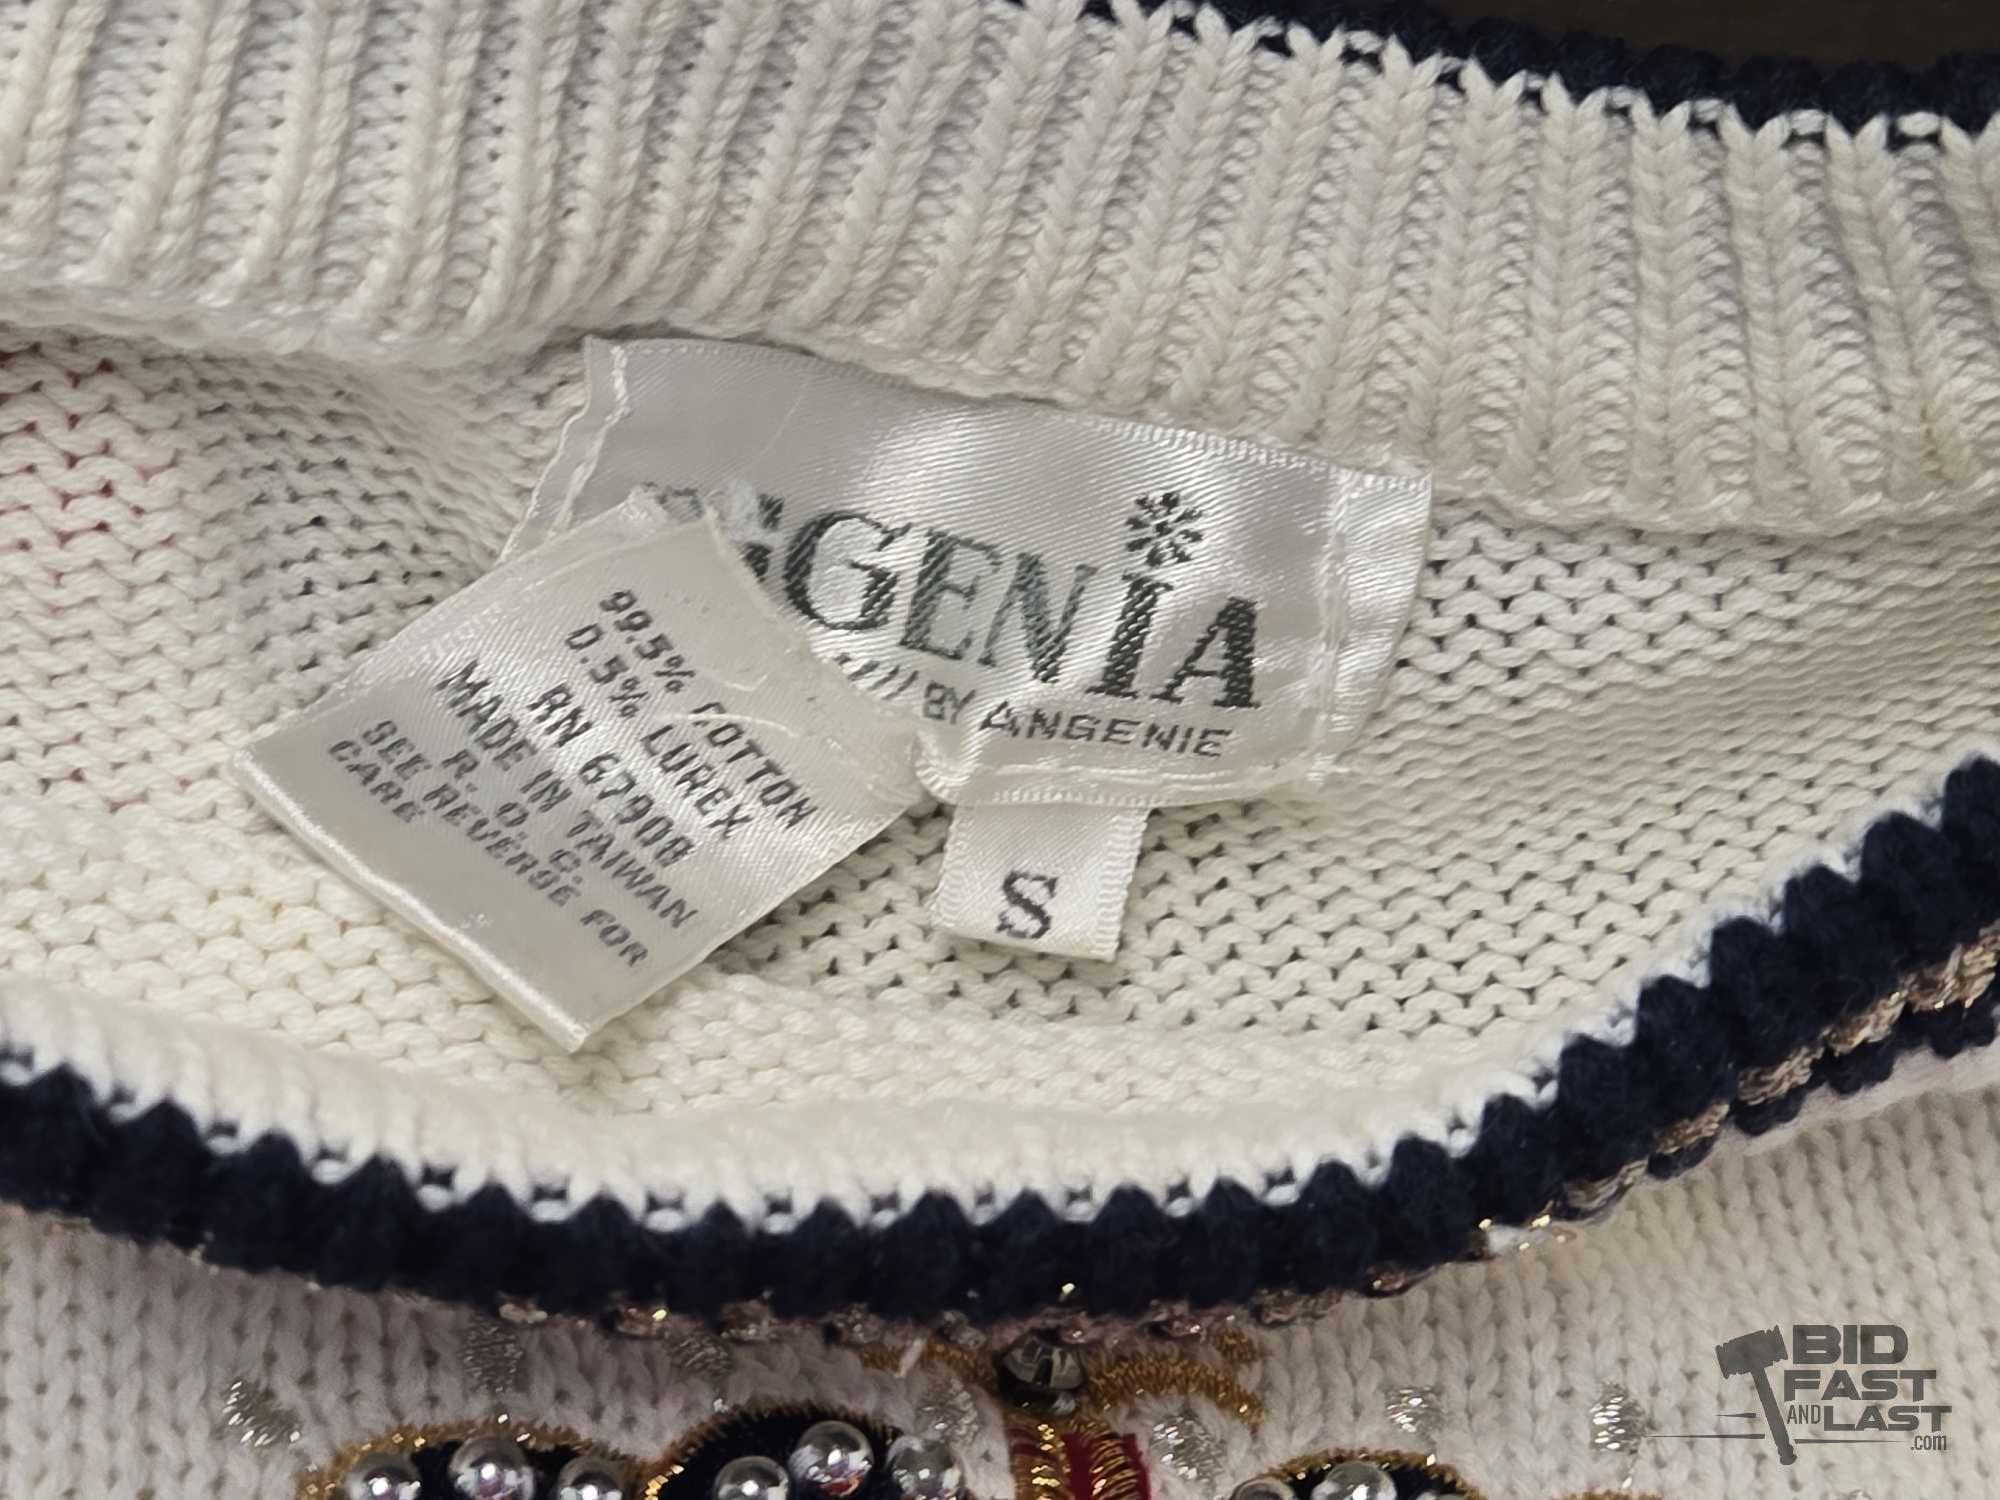 BY ANGENIE
S
99.5% COTTON
0.5% LUREX
RN 67908
MADE IN TAIWAN
R. O. C.
SEE REVERSE FOR
CARE
BID
FAST
AND LAST
.com